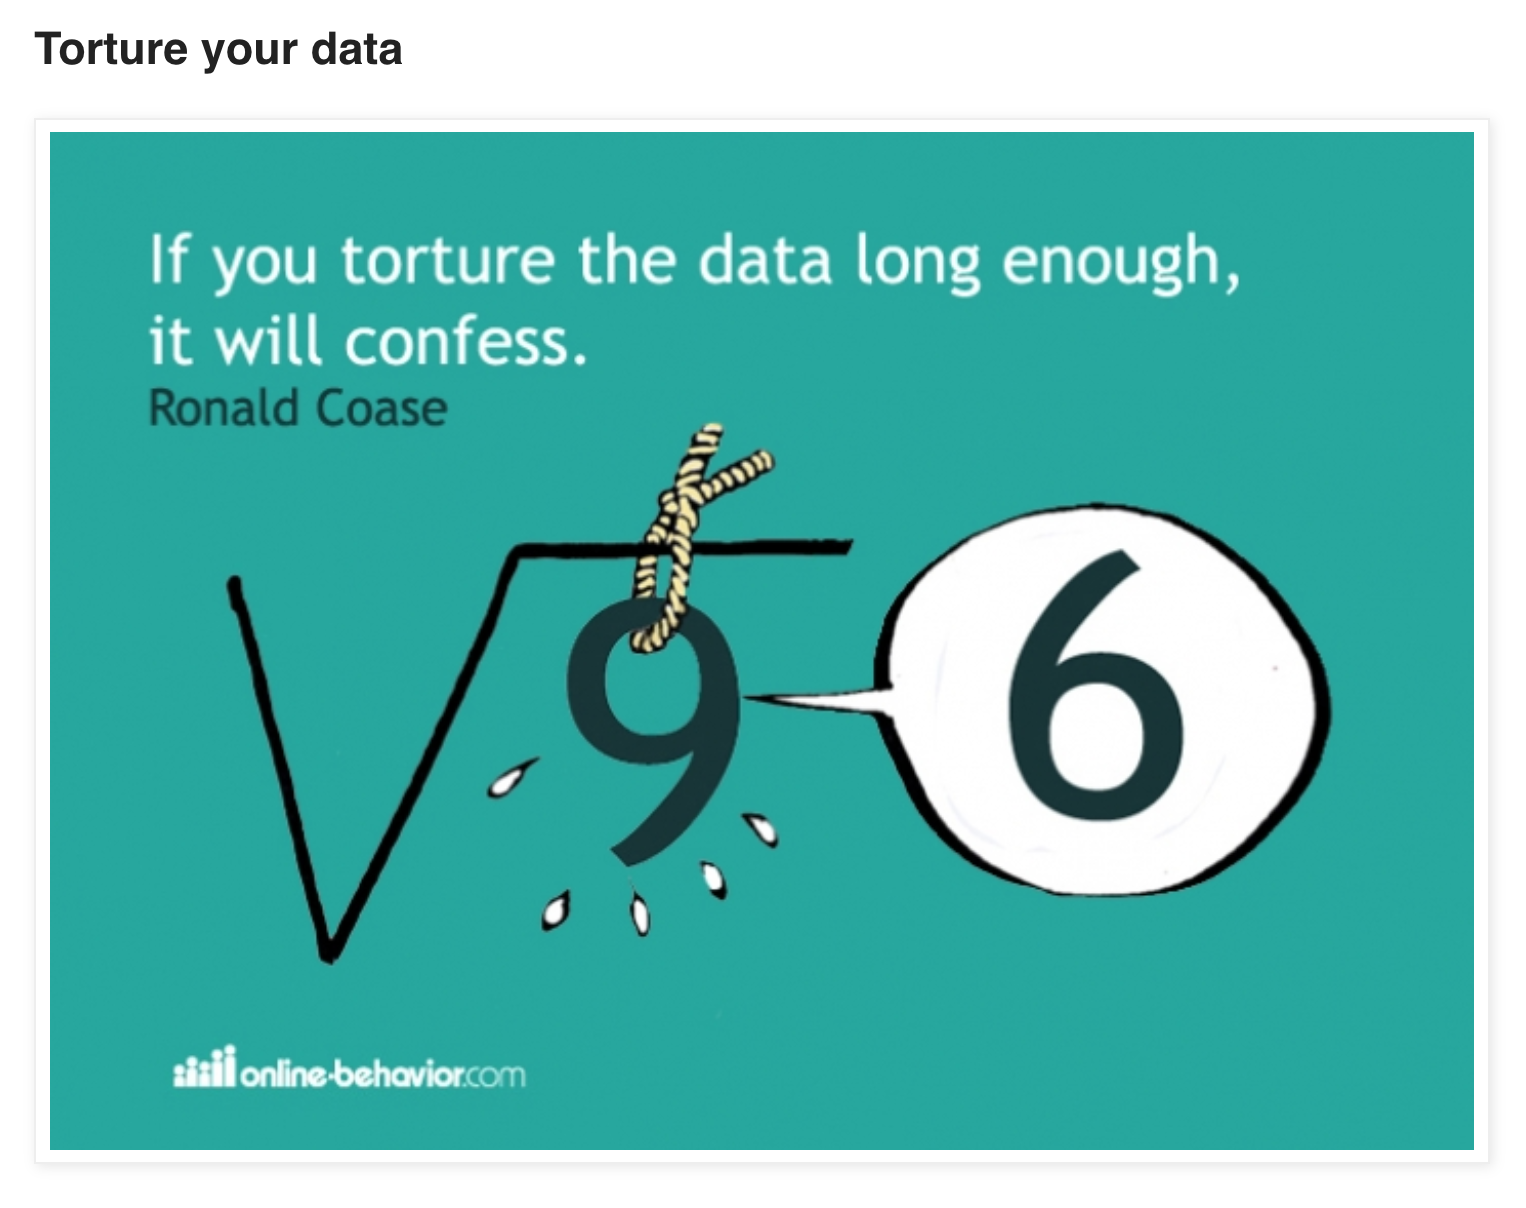 Torture your data
If you torture the data long enough,
it will confess.
Ronald Coase
9
6
online-behavior.com